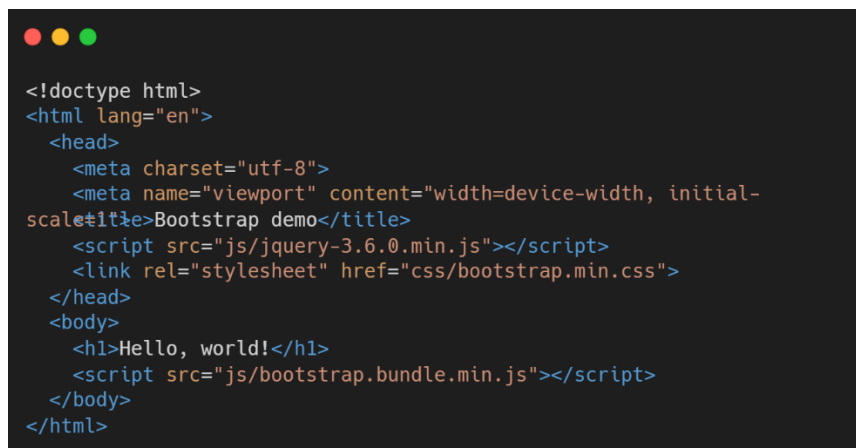 <!doctype html>
<html lang="en">
<head>
<meta charset="utf-8">
<meta name="viewport" content="width=device-width, initial-
scale=1">
<title>Bootstrap demo</title>
<script src="js/jquery-3.6.0.min.js"></script>
<link rel="stylesheet" href="css/bootstrap.min.css">
</head>
<body>
<h1>Hello, world!</h1>
<script src="js/bootstrap.bundle.min.js"></script>
</body>
</html>